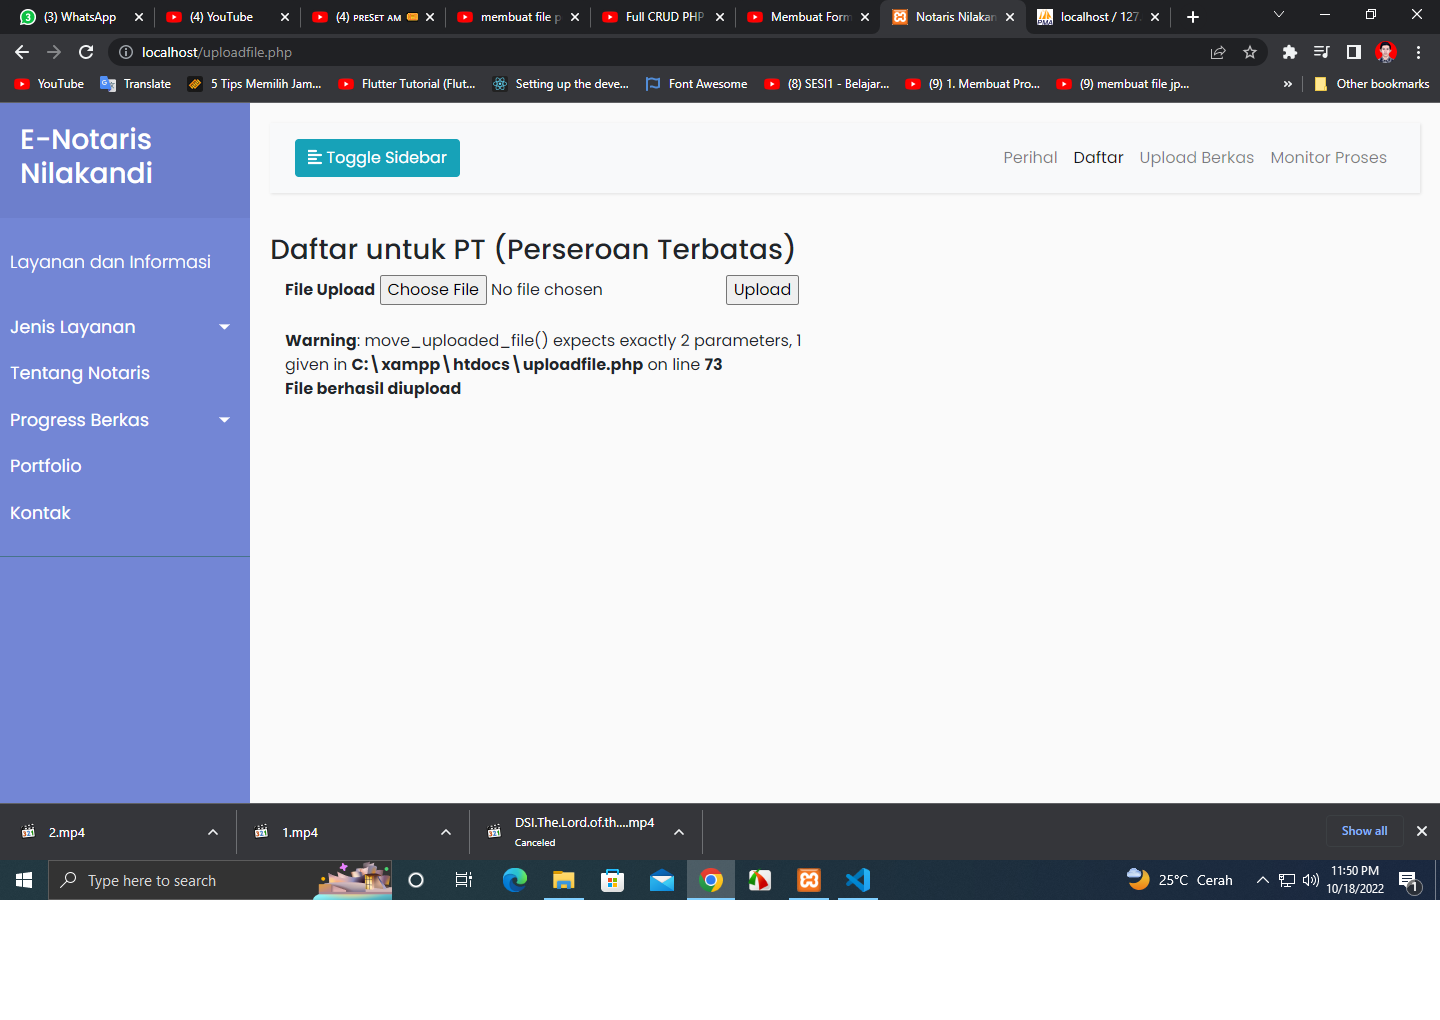 (3) WhatsApp
(4) YouTube
(4) ᴘʀᴇSᴇᴛ ᴀᴍ
membuat file p
Full CRUD PHP
Membuat Form
Notaris Nilakan
localhost / 127.
localhost/uploadfile.php
YouTube
Translate
5 Tips Memilih Jam...
Flutter Tutorial (Flut...
Setting up the deve...
Font Awesome
(8) SESI1 - Belajar...
(9) 1. Membuat Pro...
(9) membuat file jp...
»
Other bookmarks
E-Notaris
Nilakandi
Layanan dan Informasi
Jenis Layanan
Tentang Notaris
Progress Berkas
Portfolio
Kontak
Toggle Sidebar
Perihal Daftar Upload Berkas Monitor Proses
Daftar untuk PT (Perseroan Terbatas)
File Upload Choose File No file chosen Upload
Warning: move_uploaded_file() expects exactly 2 parameters, 1
given in C:\xampp\htdocs\uploadfile.php on line 73
File berhasil diupload
2.mp4
1.mp4
DSI.The.Lord.of.th....mp4
Canceled
Show all
Type here to search
25°C Cerah
11:50 PM
10/18/2022
1